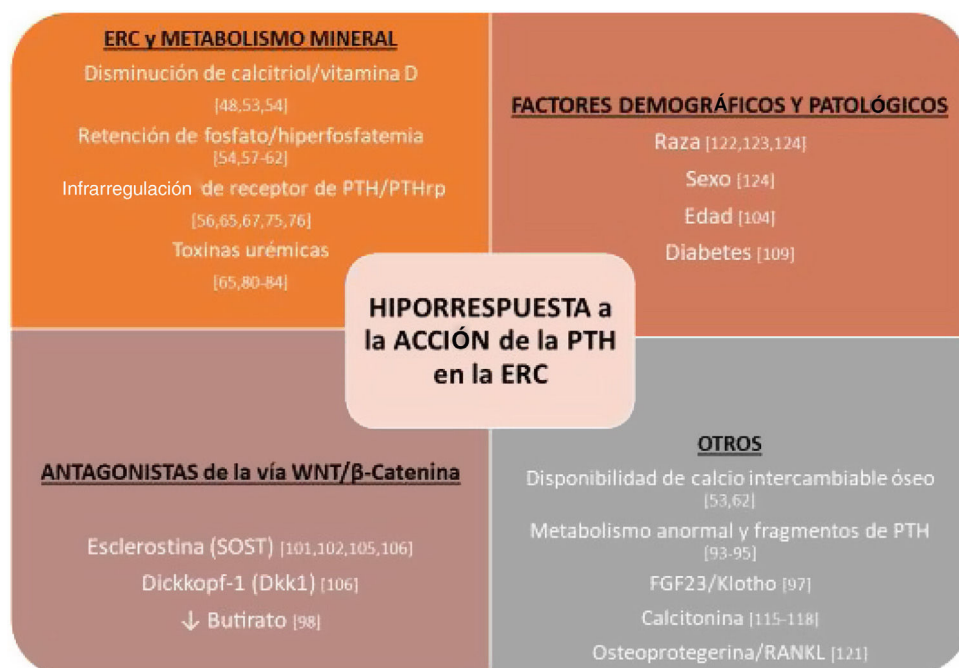 ERC y METABOLISMO MINERAL
Disminución de calcitriol/vitamina D
[48,53,54]
Retención de fosfato/hiperfosfatemia
[54,57-62]
Infrarregulación de receptor de PTH/PTHrp
[56,65,67,75,76]
Toxinas urémicas
[65,80-84]
FACTORES DEMOGRÁFICOS Y PATOLÓGICOS
Raza [122,123,124]
Sexo [124]
Edad [104]
Diabetes [109]
HIPORRESPUESTA a
la ACCIÓN de la PTH
en la ERC
ANTAGONISTAS de la vía WNT/β-Catenina
Esclerostina (SOST) [101,102,105,106]
Dickkopf-1 (Dkk1) [106]
↓ Butirato [98]
OTROS
Disponibilidad de calcio intercambiable óseo
[53,62]
Metabolismo anormal y fragmentos de PTH
[93-95]
FGF23/Klotho [97]
Calcitonina [115-118]
Osteoprotegerina/RANKL [121]